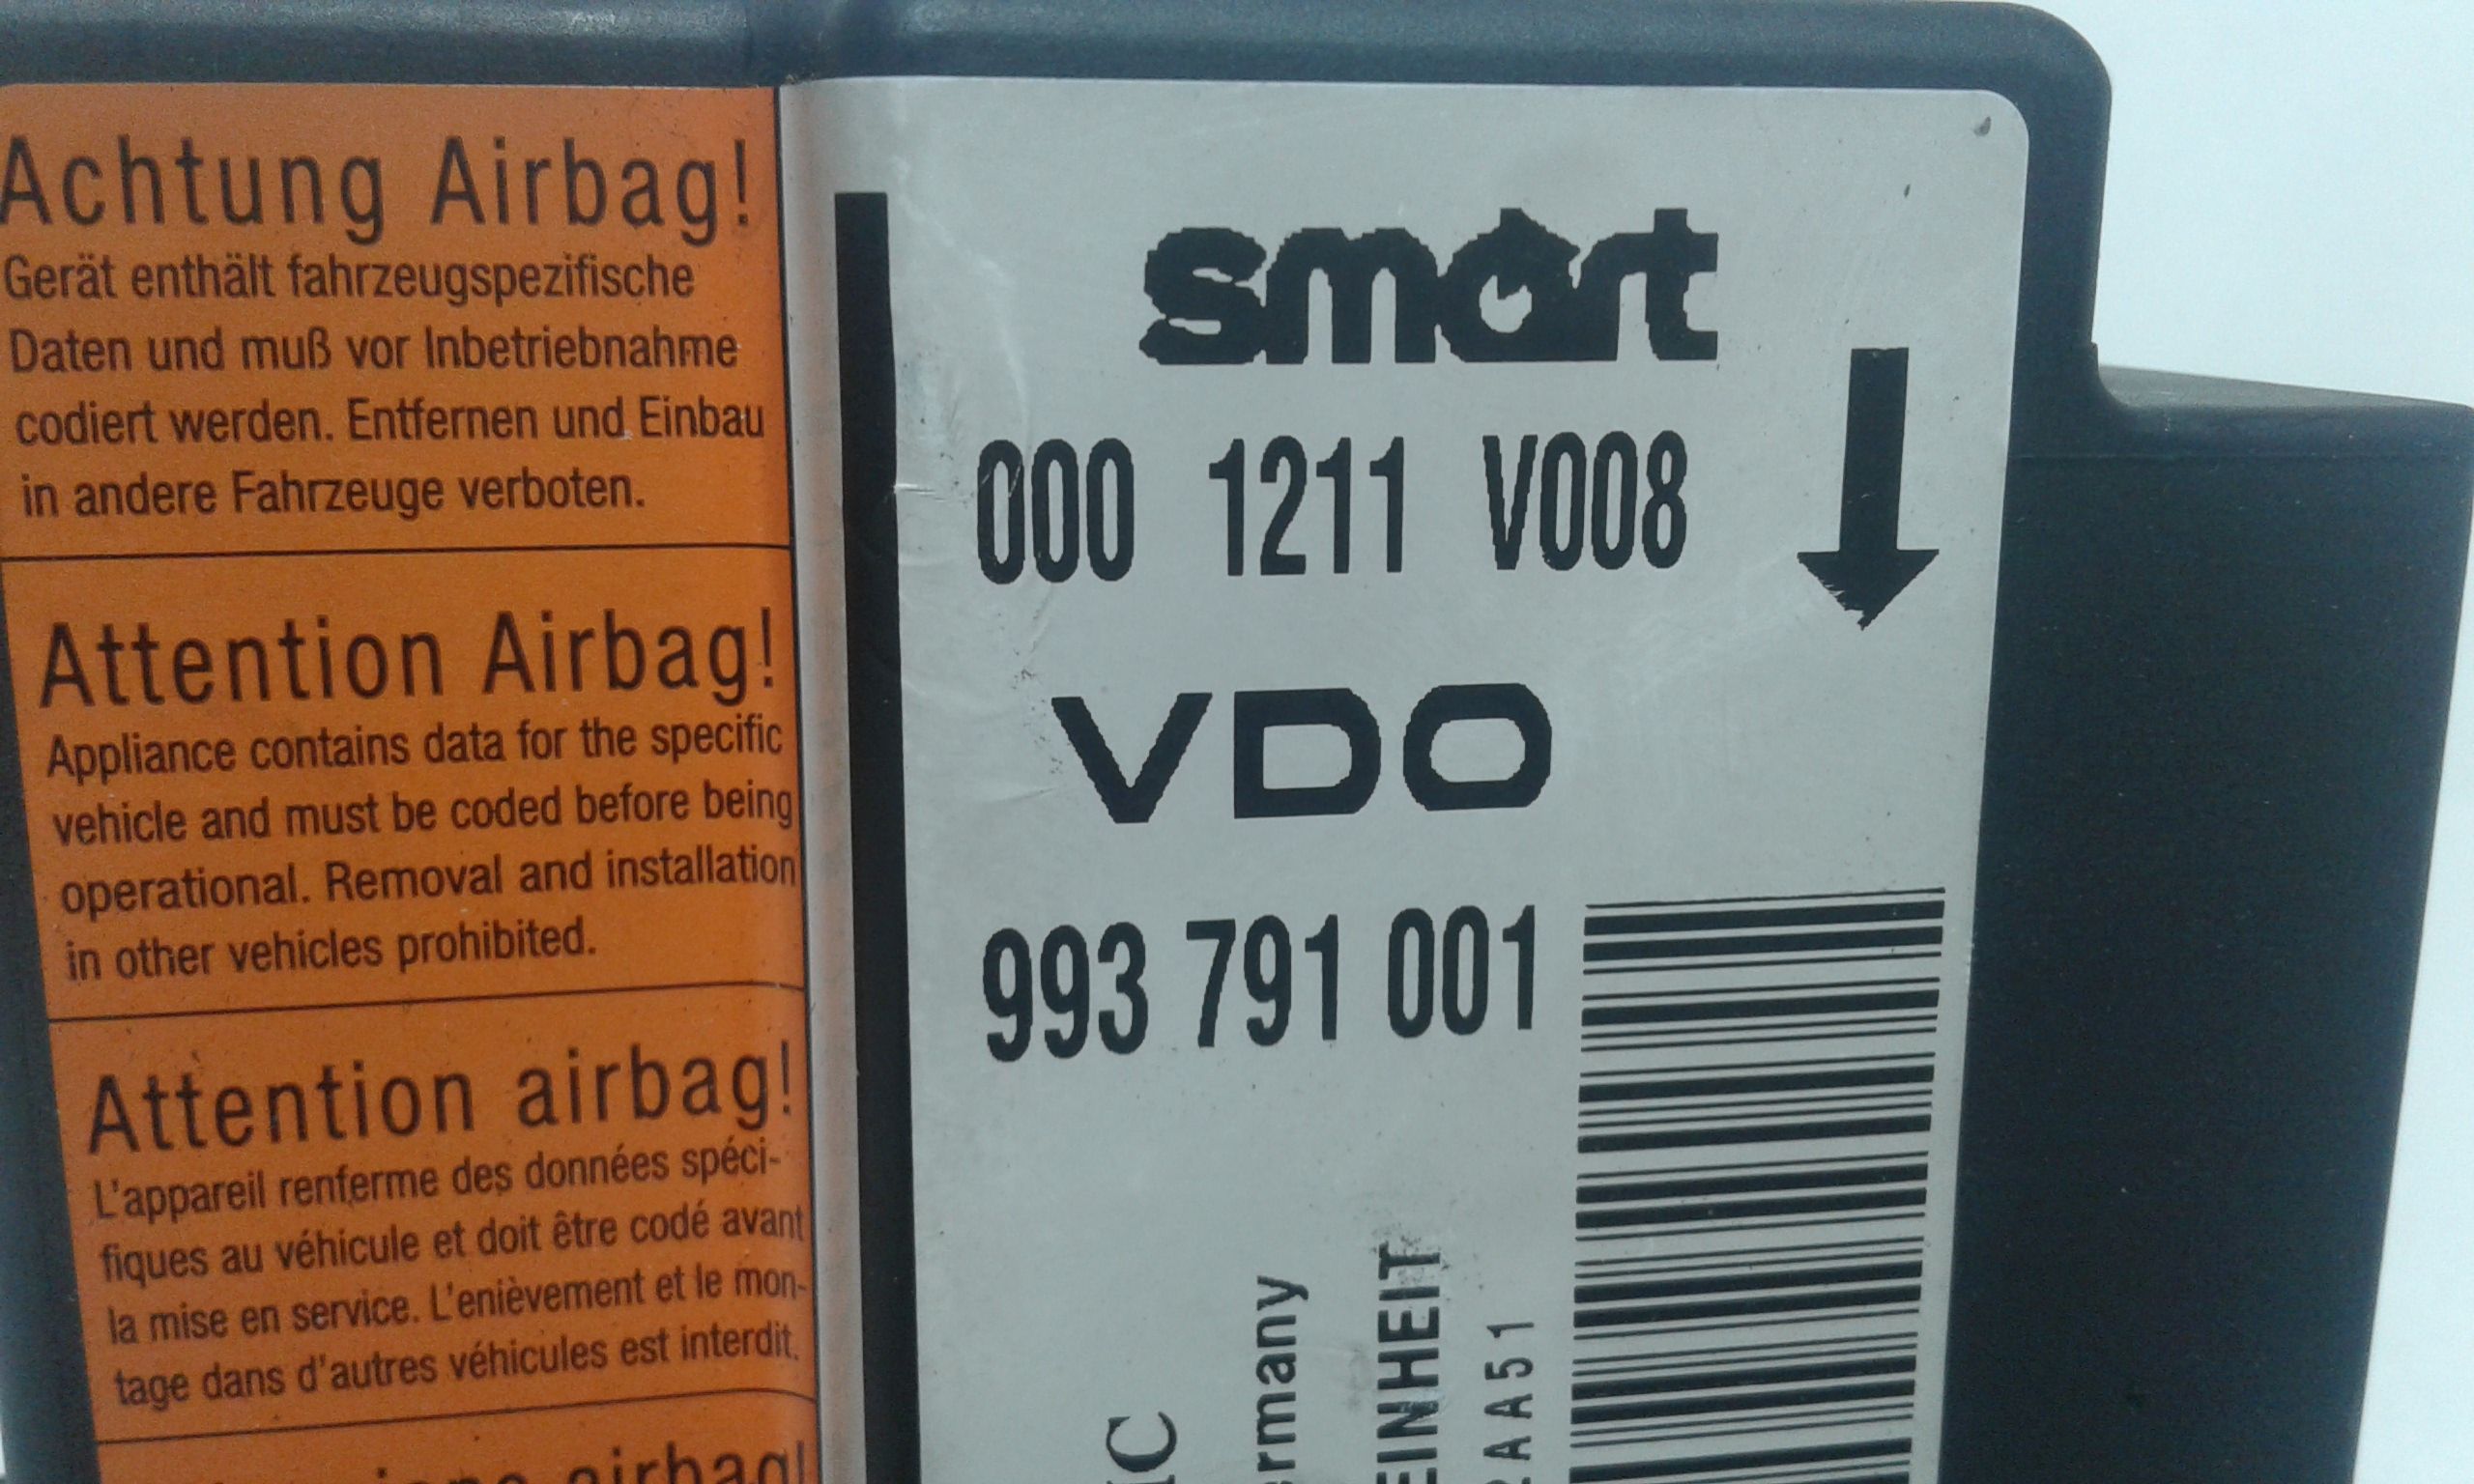 Achtung Airbag!
Gerät enthält fahrzeugspezifische
Daten und muß vor Inbetriebnahme
codiert werden. Entfernen und Einbau
in andere Fahrzeuge verboten.
Attention Airbag!
Appliance contains data for the specific
vehicle and must be coded before being
operational. Removal and installation
in other vehicles prohibited.
Attention airbag!
L'appareil renferme des données spéci-
fiques au véhicule et doit être codé avant
la mise en service. L'enièvement et le mon-
tage dans d'autres véhicules est interdit.
airbag!
smart
000 1211 V008
VDO
993 791 001
ermany
EINHEIT
AA51